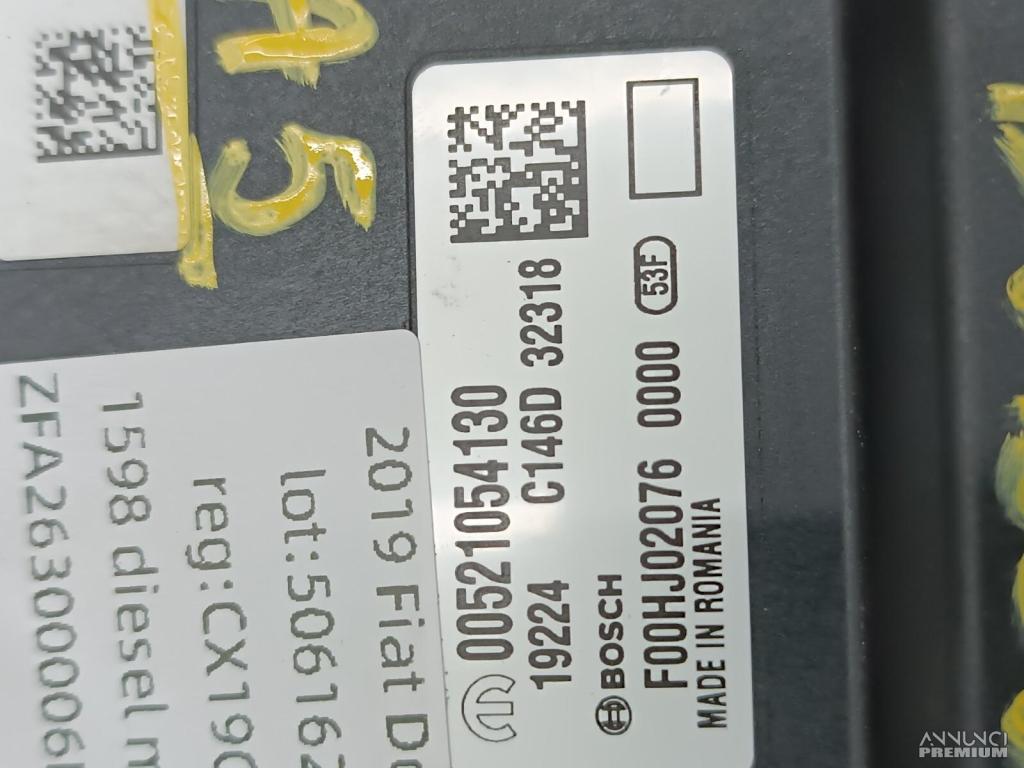 A5
00521054130
19224 C146D 32318
BOSCH
F00HJ02076 0000 53F
MADE IN ROMANIA
2019 Fiat D
lot:506162
reg:CX190
1598 diesel m
ZFA26300006
ANNUNCI
PREMIUM